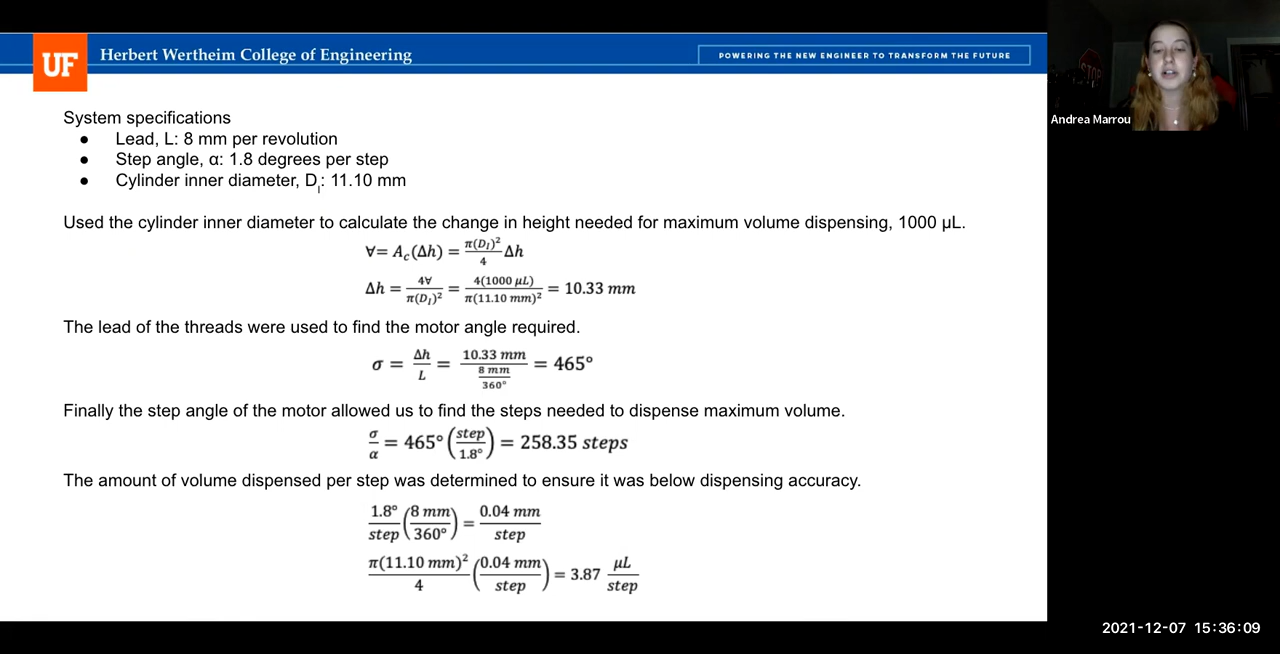 UF Herbert Wertheim College of Engineering
POWERING THE NEW ENGINEER TO TRANSFORM THE FUTURE
STOP
Andrea Marrou
System specifications
● Lead, L: 8 mm per revolution
● Step angle, α: 1.8 degrees per step
● Cylinder inner diameter, D_I: 11.10 mm
Used the cylinder inner diameter to calculate the change in height needed for maximum volume dispensing, 1000 μL.
∀= A_c(Δh) = π(D_I)²/4 Δh
Δh = 4∀/π(D_I)² = 4(1000 μL)/π(11.10 mm)² = 10.33 mm
The lead of the threads were used to find the motor angle required.
σ = Δh/L = 10.33 mm/(8 mm/360°) = 465°
Finally the step angle of the motor allowed us to find the steps needed to dispense maximum volume.
σ/α = 465° (step/1.8°) = 258.35 steps
The amount of volume dispensed per step was determined to ensure it was below dispensing accuracy.
1.8°/step (8 mm/360°) = 0.04 mm/step
π(11.10 mm)²/4 (0.04 mm/step) = 3.87 μL/step
2021-12-07 15:36:09